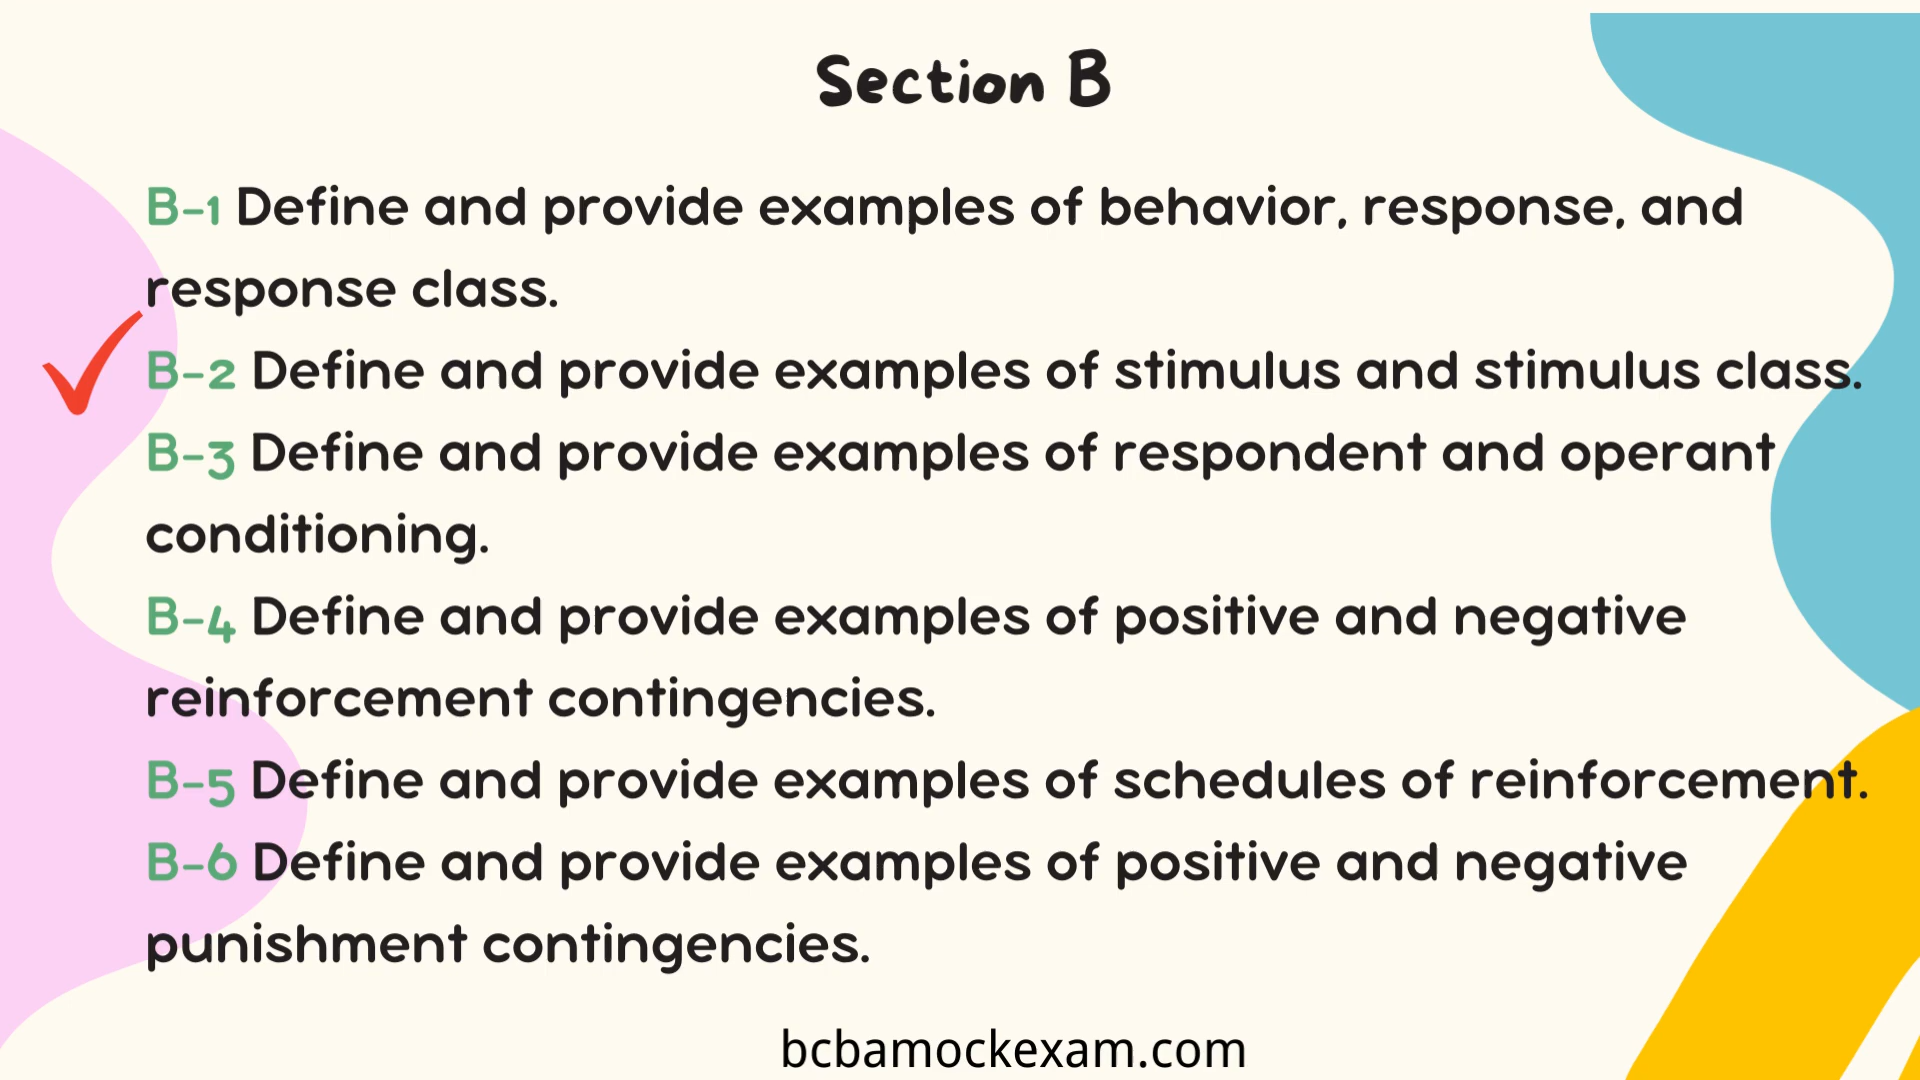 Section B
B-1 Define and provide examples of behavior, response, and
response class.
B-2 Define and provide examples of stimulus and stimulus class.
B-3 Define and provide examples of respondent and operant
conditioning.
B-4 Define and provide examples of positive and negative
reinforcement contingencies.
B-5 Define and provide examples of schedules of reinforcement.
B-6 Define and provide examples of positive and negative
punishment contingencies.
bcbamockexam.com